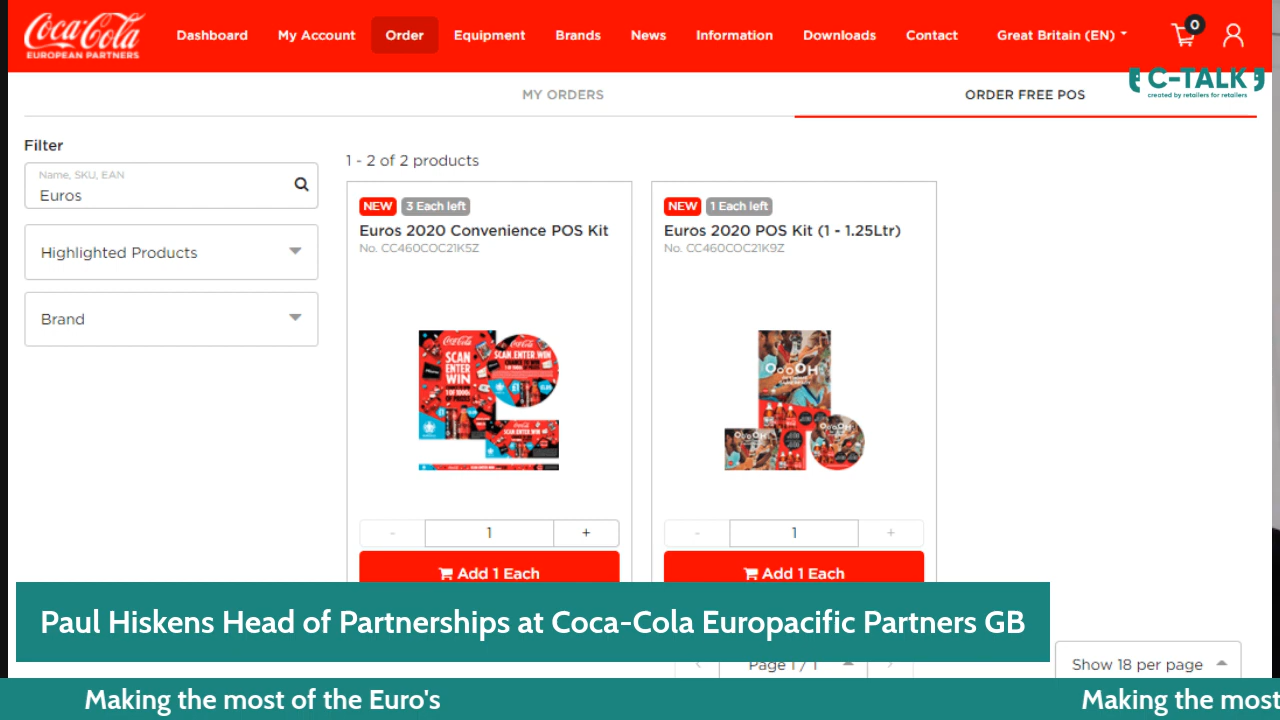 Coca-Cola
EUROPEAN PARTNERS
Dashboard
My Account
Order
Equipment
Brands
News
Information
Downloads
Contact
Great Britain (EN)
0
C-TALK
created by retailers for retailers
MY ORDERS
ORDER FREE POS
Filter
Name, SKU, EAN
Euros
Highlighted Products
Brand
1 - 2 of 2 products
NEW 3 Each left
Euros 2020 Convenience POS Kit
No. CC460COC21K5Z
Coca-Cola
SCAN
ENTER
WIN
SCAN.ENTER.WIN
£1
SCAN.ENTER.WIN
- 1 +
Add 1 Each
NEW 1 Each left
Euros 2020 POS Kit (1 - 1.25Ltr)
No. CC460COC21K9Z
OoooH
- 1 +
Add 1 Each
Paul Hiskens Head of Partnerships at Coca-Cola Europacific Partners GB
Page 1 / 1
Show 18 per page
Making the most of the Euro's
Making the most